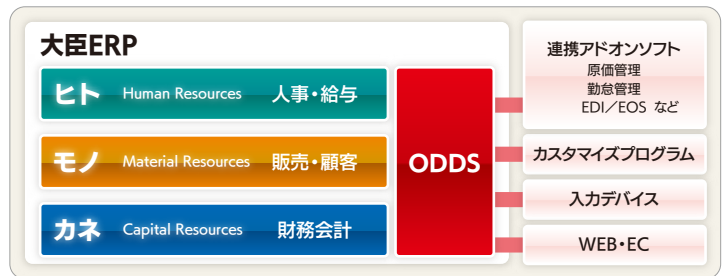 大臣ERP
ヒト Human Resources 人事・給与
モノ Material Resources 販売・顧客
カネ Capital Resources 財務会計
ODDS
連携アドオンソフト
原価管理
勤怠管理
EDI／EOS など
カスタマイズプログラム
入力デバイス
WEB・EC